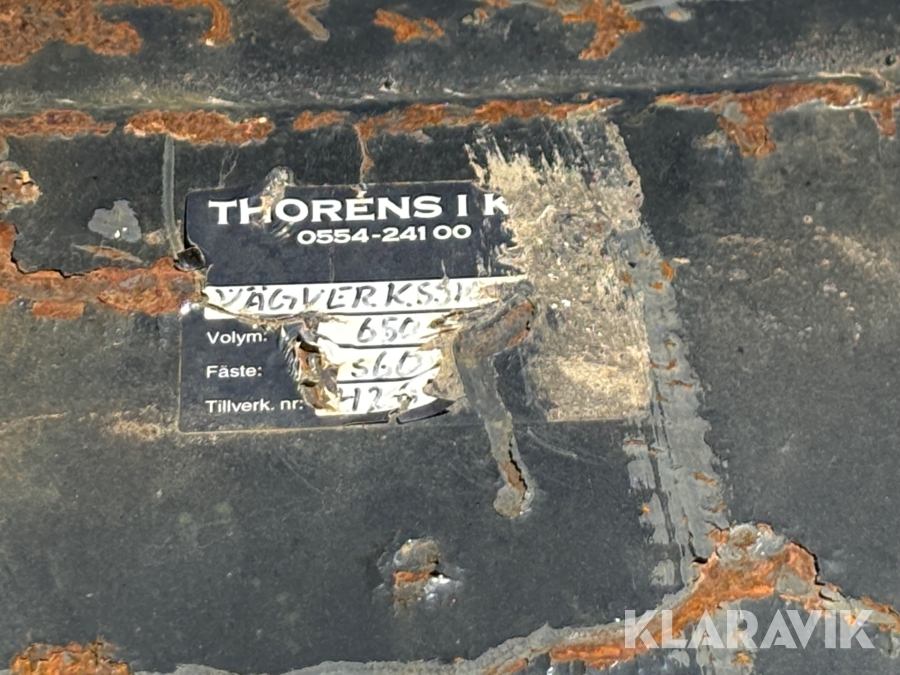 THORENS I K
0554-241 00
VÄGVERKSS
Volym: 650
Fäste: S60
Tillverk. nr:
KLARAVIK